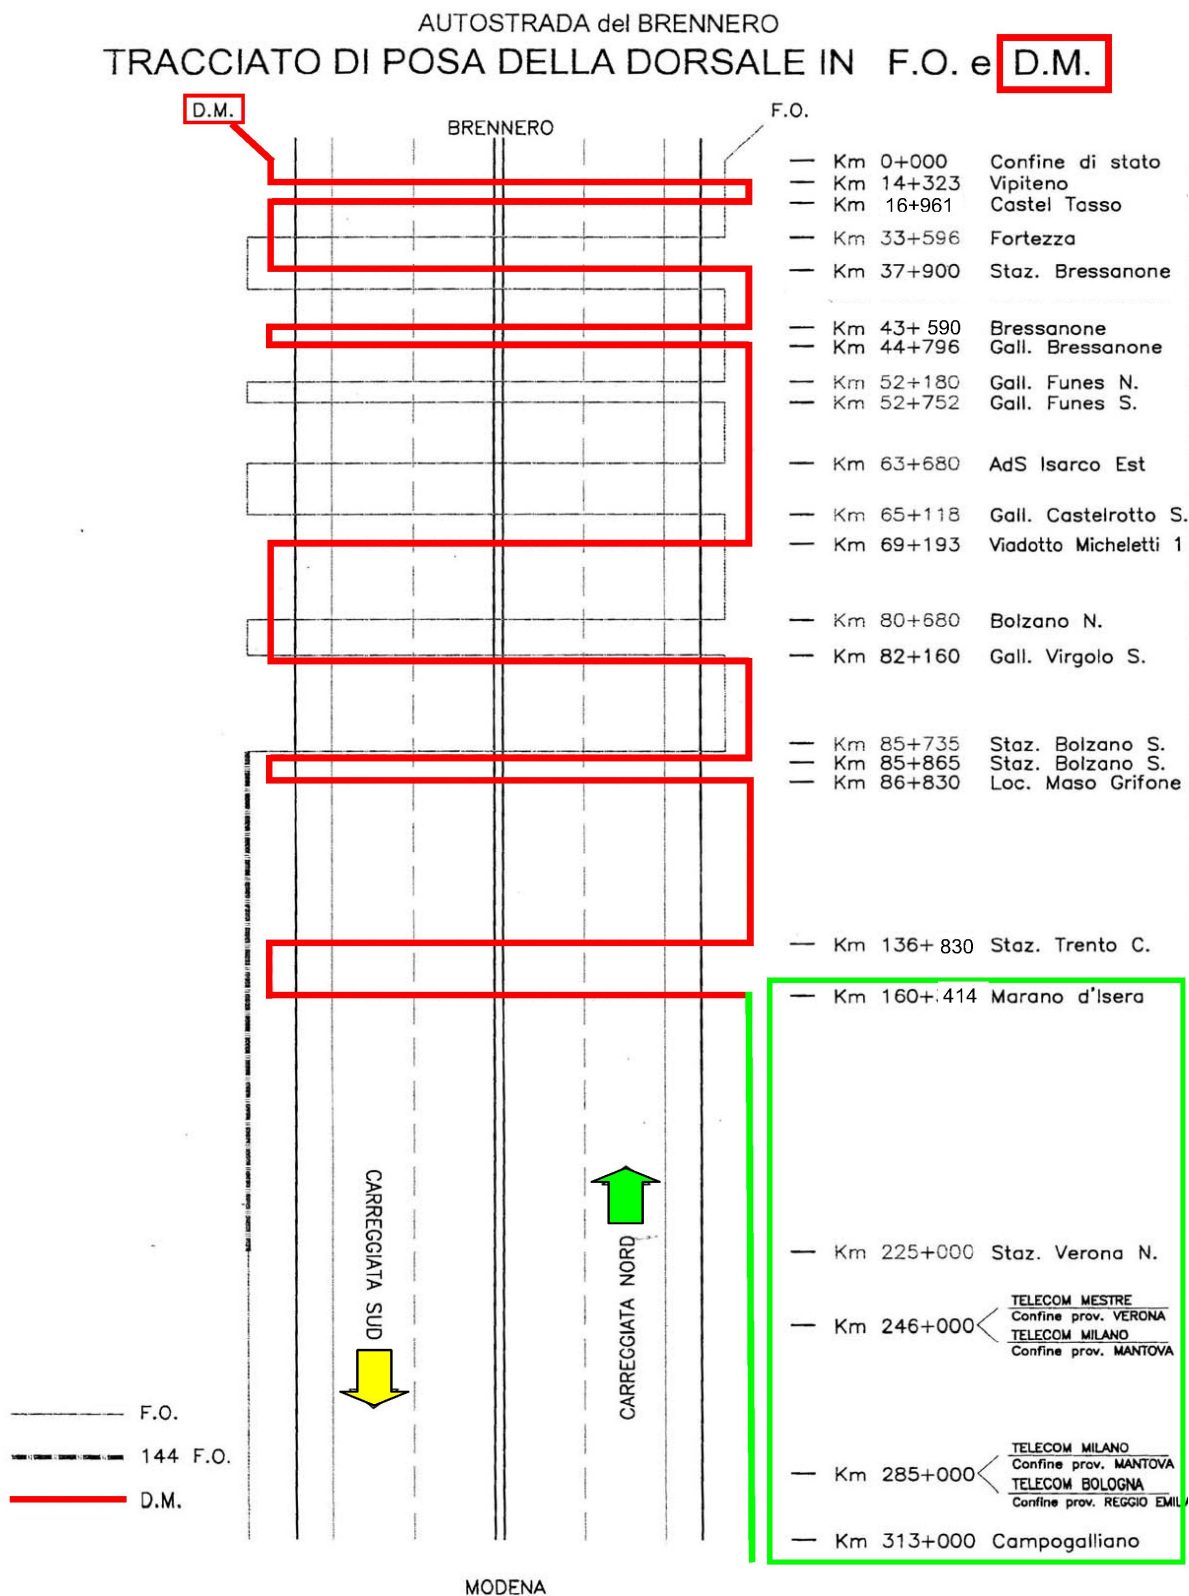 AUTOSTRADA del BRENNERO
TRACCIATO DI POSA DELLA DORSALE IN F.O. e D.M.
D.M.
F.O.
BRENNERO
Km 0+000 Confine di stato
Km 14+323 Vipiteno
Km 16+961 Castel Tasso
Km 33+596 Fortezza
Km 37+900 Staz. Bressanone
Km 43+ 590 Bressanone
Km 44+796 Gall. Bressanone
Km 52+180 Gall. Funes N.
Km 52+752 Gall. Funes S.
Km 63+680 AdS Isarco Est
Km 65+118 Gall. Castelrotto S.
Km 69+193 Viadotto Micheletti 1
Km 80+680 Bolzano N.
Km 82+160 Gall. Virgolo S.
Km 85+735 Staz. Bolzano S.
Km 85+865 Staz. Bolzano S.
Km 86+830 Loc. Maso Grifone
Km 136+ 830 Staz. Trento C.
Km 160+ 414 Marano d'Isera
CARREGGIATA SUD
CARREGGIATA NORD
Km 225+000 Staz. Verona N.
TELECOM MESTRE
Confine prov. VERONA
Km 246+000
TELECOM MILANO
Confine prov. MANTOVA
F.O.
144 F.O.
D.M.
TELECOM MILANO
Confine prov. MANTOVA
Km 285+000
TELECOM BOLOGNA
Confine prov. REGGIO EMILIA
Km 313+000 Campogalliano
MODENA